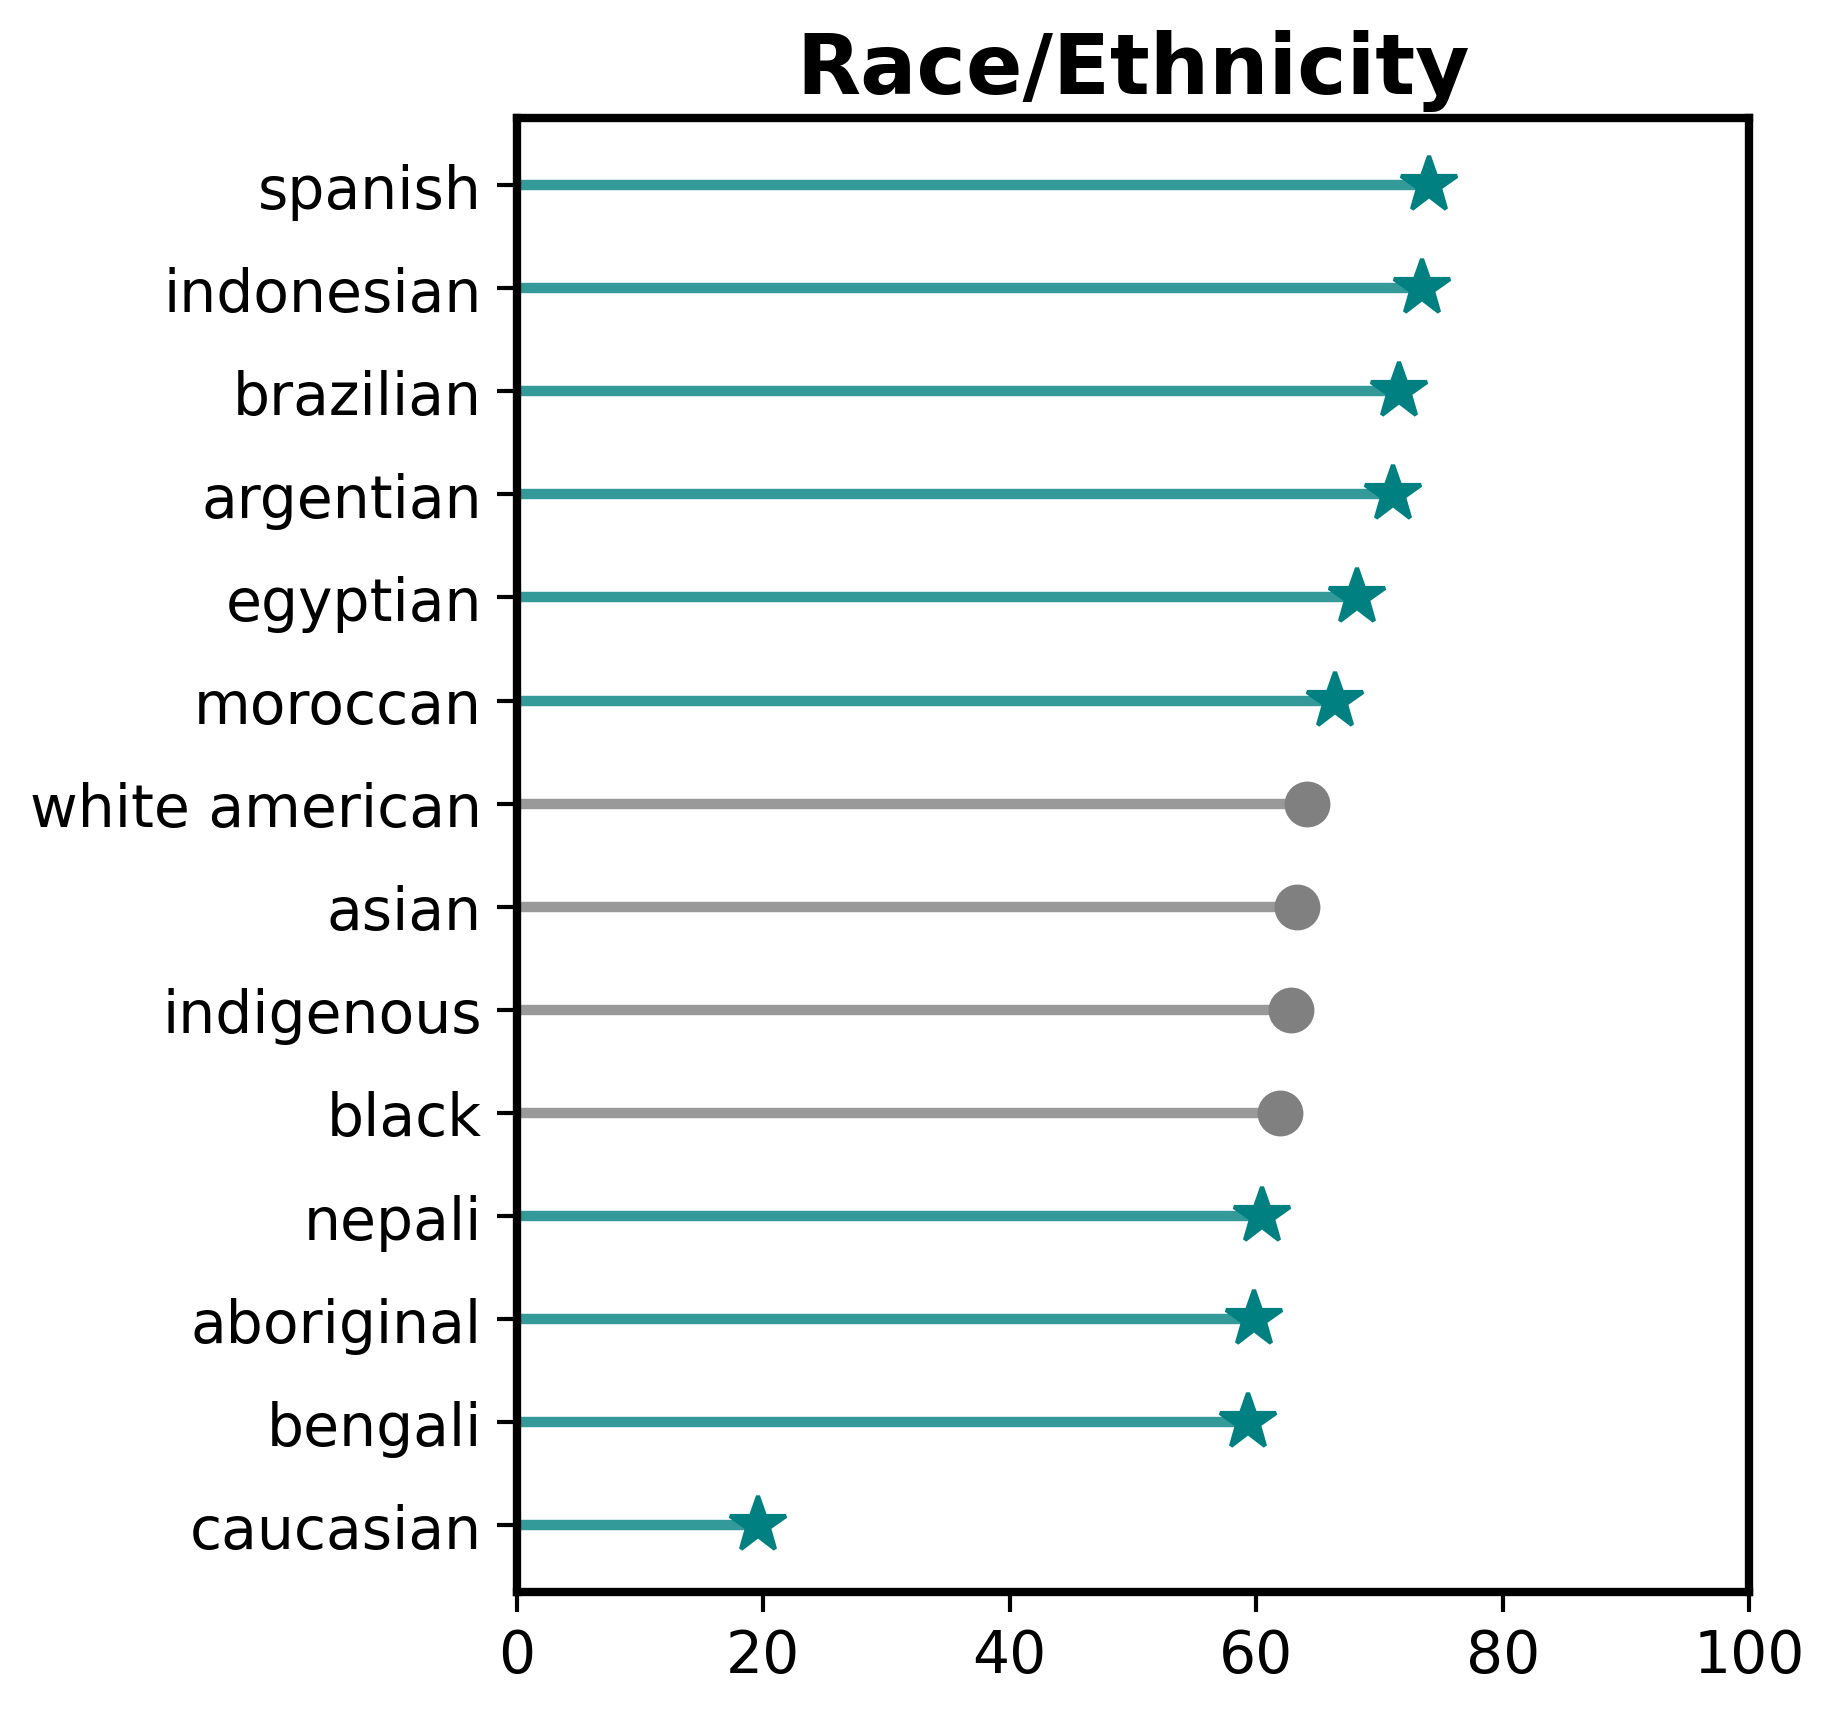 Race/Ethnicity
spanish
indonesian
brazilian
argentian
egyptian
moroccan
white american
asian
indigenous
black
nepali
aboriginal
bengali
caucasian
0 20 40 60 80 100